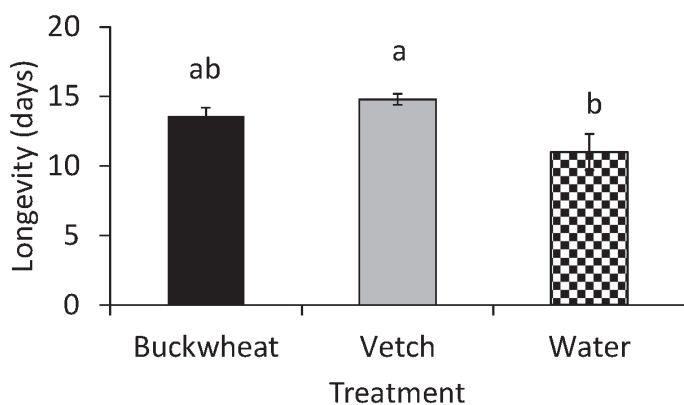 20
15
10
5
0
Longevity (days)
ab
a
b
Buckwheat Vetch Water
Treatment